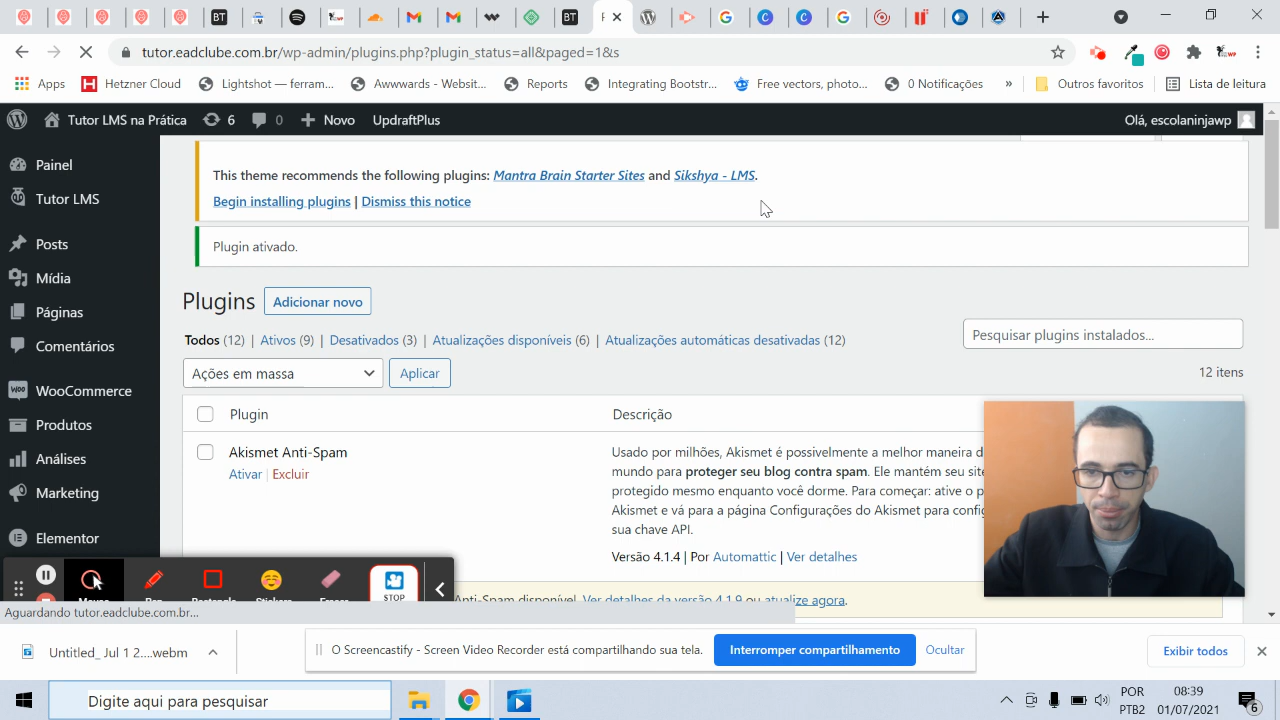 tutor.eadclube.com.br/wp-admin/plugins.php?plugin_status=all&paged=1&s
Apps
Hetzner Cloud
Lightshot — ferram...
Awwwards - Websit...
Reports
Integrating Bootstr...
Free vectors, photo...
0 Notificações
»
Outros favoritos
Lista de leitura
Tutor LMS na Prática
6
0
Novo
UpdraftPlus
Olá, escolaninjawp
Painel
Tutor LMS
Posts
Mídia
Páginas
Comentários
WooCommerce
Produtos
Análises
Marketing
Elementor
This theme recommends the following plugins: Mantra Brain Starter Sites and Sikshya - LMS.
Begin installing plugins | Dismiss this notice
Plugin ativado.
Plugins
Adicionar novo
Todos (12) | Ativos (9) | Desativados (3) | Atualizações disponíveis (6) | Atualizações automáticas desativadas (12)
Pesquisar plugins instalados...
Ações em massa
Aplicar
12 itens
Plugin
Descrição
Akismet Anti-Spam
Ativar | Excluir
Usado por milhões, Akismet é possivelmente a melhor maneira d
mundo para proteger seu blog contra spam. Ele mantém seu site
protegido mesmo enquanto você dorme. Para começar: ative o p
Akismet e vá para a página Configurações do Akismet para config
sua chave API.
Versão 4.1.4 | Por Automattic | Ver detalhes
Anti-Spam disponível. Ver detalhes da versão 4.1.9 ou atualize agora.
STOP
Aguardando tutor.eadclube.com.br...
Untitled_ Jul 1 2....webm
O Screencastify - Screen Video Recorder está compartilhando sua tela.
Interromper compartilhamento
Ocultar
Exibir todos
Digite aqui para pesquisar
POR
PTB2
08:39
01/07/2021
6